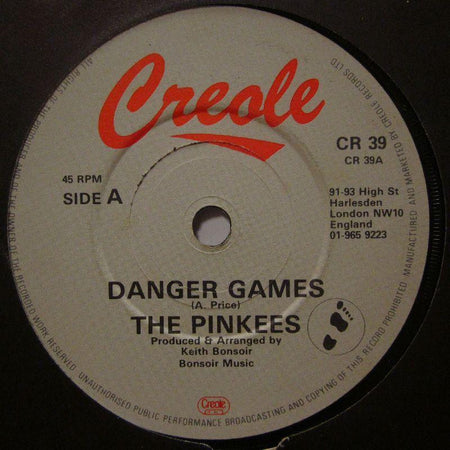 Creole
CR 39
CR 39A
45 RPM
SIDE A
91-93 High St
Harlesden
London NW10
England
01-965 9223
DANGER GAMES
(A. Price)
THE PINKEES
Produced & Arranged by
Keith Bonsoir
Bonsoir Music
Creole
ALL RIGHTS OF THE PRODUCER AND OF THE OWNER OF THE RECORDED WORK RESERVED. UNAUTHORISED PUBLIC PERFORMANCE BROADCASTING AND COPYING OF THIS RECORD PROHIBITED. MANUFACTURED AND MARKETED BY CREOLE RECORDS LTD